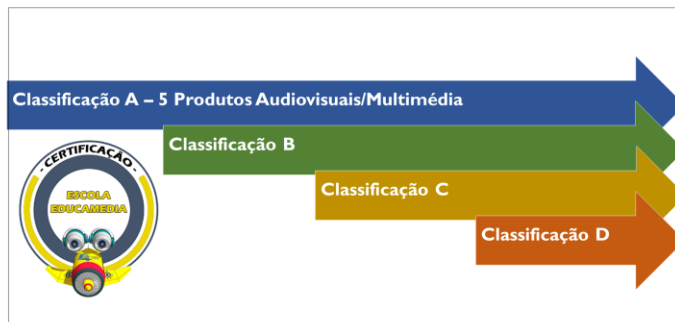 Classificação A – 5 Produtos Audiovisuais/Multimédia
Classificação B
- CERTIFICAÇÃO -
ESCOLA
EDUCAMEDIA
Classificação C
Classificação D